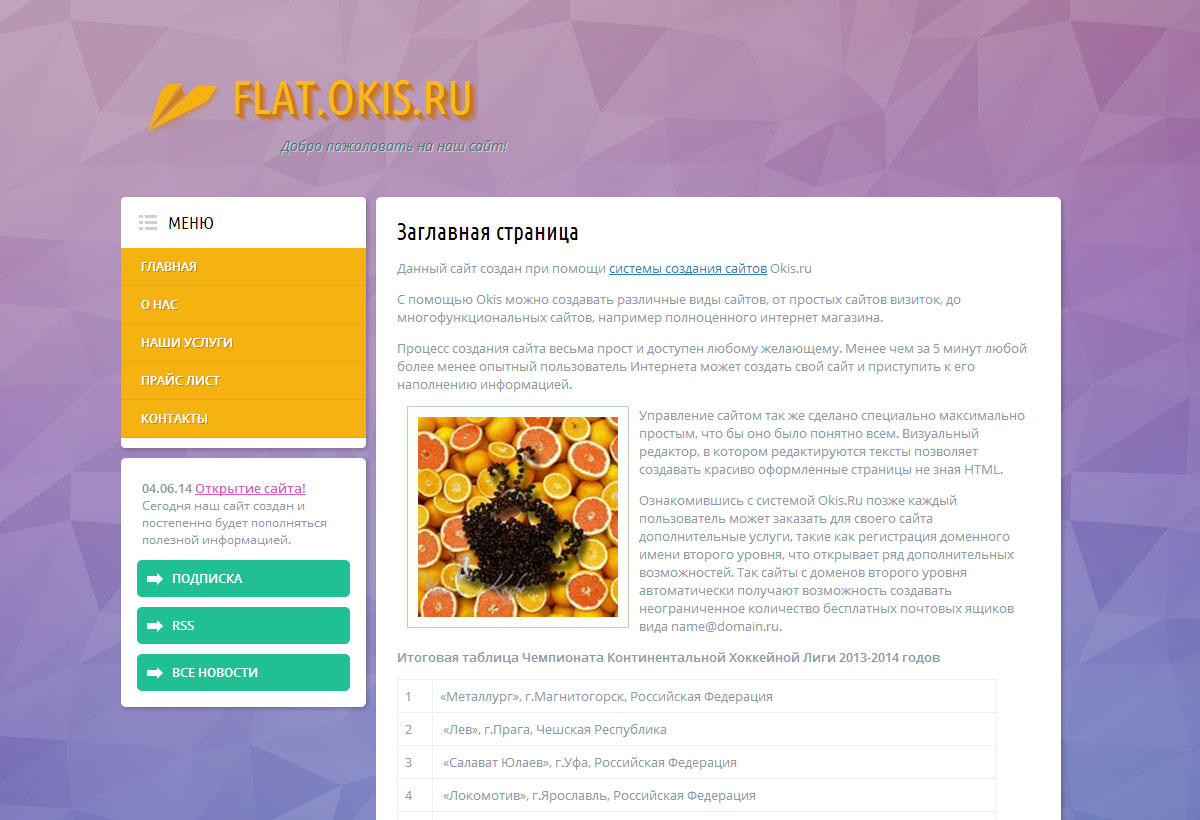 FLAT.OKIS.RU
Добро пожаловать на наш сайт!
МЕНЮ
ГЛАВНАЯ
О НАС
НАШИ УСЛУГИ
ПРАЙС ЛИСТ
КОНТАКТЫ
04.06.14 Открытие сайта!
Сегодня наш сайт создан и
постепенно будет пополняться
полезной информацией.
ПОДПИСКА
RSS
ВСЕ НОВОСТИ
Заглавная страница
Данный сайт создан при помощи системы создания сайтов Okis.ru
С помощью Okis можно создавать различные виды сайтов, от простых сайтов визиток, до
многофункциональных сайтов, например полноценного интернет магазина.
Процесс создания сайта весьма прост и доступен любому желающему. Менее чем за 5 минут любой
более менее опытный пользователь Интернета может создать свой сайт и приступить к его
наполнению информацией.
Управление сайтом так же сделано специально максимально
простым, что бы оно было понятно всем. Визуальный
редактор, в котором редактируются тексты позволяет
создавать красиво оформленные страницы не зная HTML.
Ознакомившись с системой Okis.Ru позже каждый
пользователь может заказать для своего сайта
дополнительные услуги, такие как регистрация доменного
имени второго уровня, что открывает ряд дополнительных
возможностей. Так сайты с доменов второго уровня
автоматически получают возможность создавать
неограниченное количество бесплатных почтовых ящиков
вида name@domain.ru.
Итоговая таблица Чемпионата Континентальной Хоккейной Лиги 2013-2014 годов
1 «Металлург», г.Магнитогорск, Российская Федерация
2 «Лев», г.Прага, Чешская Республика
3 «Салават Юлаев», г.Уфа, Российская Федерация
4 «Локомотив», г.Ярославль, Российская Федерация